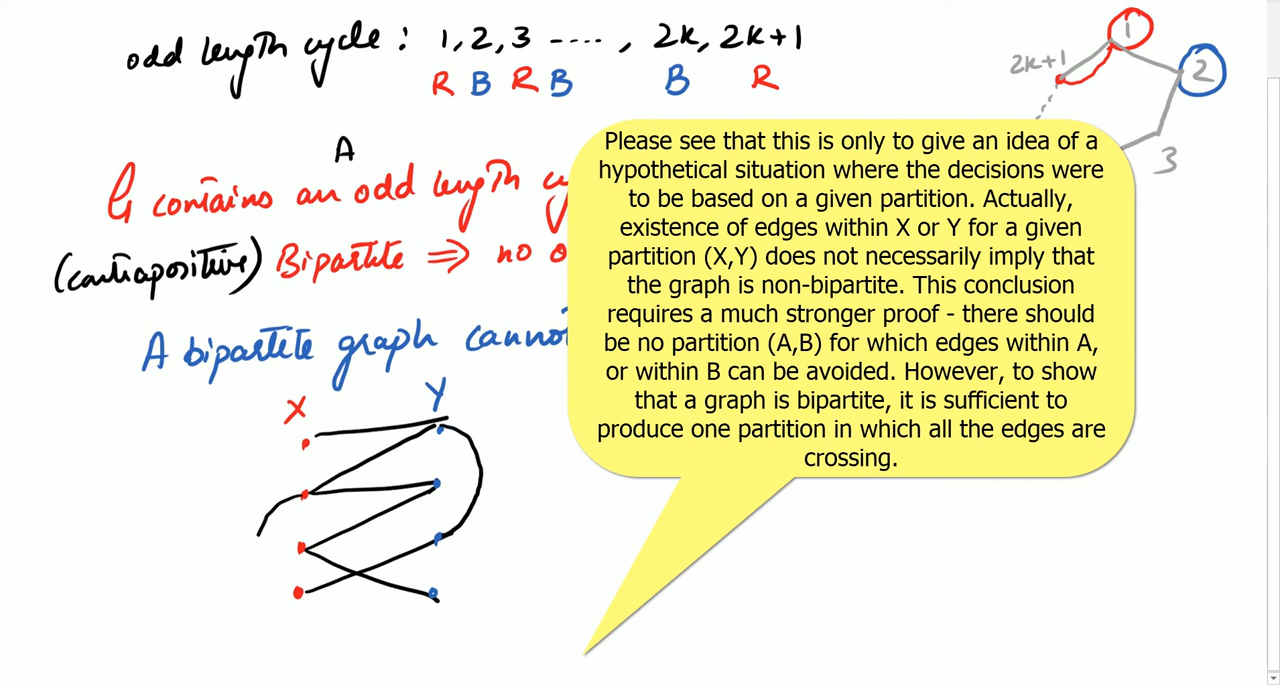 odd length cycle : 1, 2, 3 ---- , 2k, 2k+1
R B R B B R
1
2
3
2k+1
A
G contains an odd length cy
(contrapositive) Bipartite ⇒ no o
A bipartite graph cannot
X Y
Please see that this is only to give an idea of a
hypothetical situation where the decisions were
to be based on a given partition. Actually,
existence of edges within X or Y for a given
partition (X,Y) does not necessarily imply that
the graph is non-bipartite. This conclusion
requires a much stronger proof - there should
be no partition (A,B) for which edges within A,
or within B can be avoided. However, to show
that a graph is bipartite, it is sufficient to
produce one partition in which all the edges are
crossing.